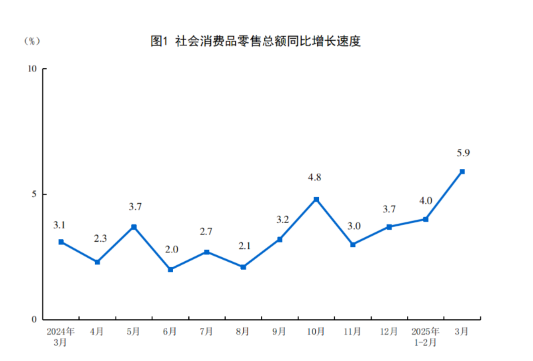 (%)
图1 社会消费品零售总额同比增长速度
10
5
0
3.1
2.3
3.7
2.0
2.7
2.1
3.2
4.8
3.0
3.7
4.0
5.9
2024年
3月
4月
5月
6月
7月
8月
9月
10月
11月
12月
2025年
1-2月
3月